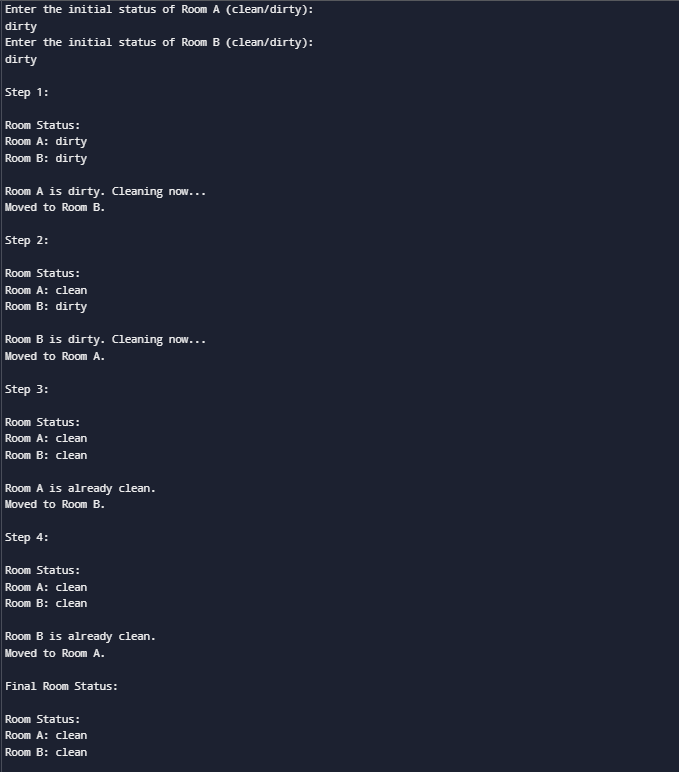 Enter the initial status of Room A (clean/dirty):
dirty
Enter the initial status of Room B (clean/dirty):
dirty
Step 1:
Room Status:
Room A: dirty
Room B: dirty
Room A is dirty. Cleaning now...
Moved to Room B.
Step 2:
Room Status:
Room A: clean
Room B: dirty
Room B is dirty. Cleaning now...
Moved to Room A.
Step 3:
Room Status:
Room A: clean
Room B: clean
Room A is already clean.
Moved to Room B.
Step 4:
Room Status:
Room A: clean
Room B: clean
Room B is already clean.
Moved to Room A.
Final Room Status:
Room Status:
Room A: clean
Room B: clean